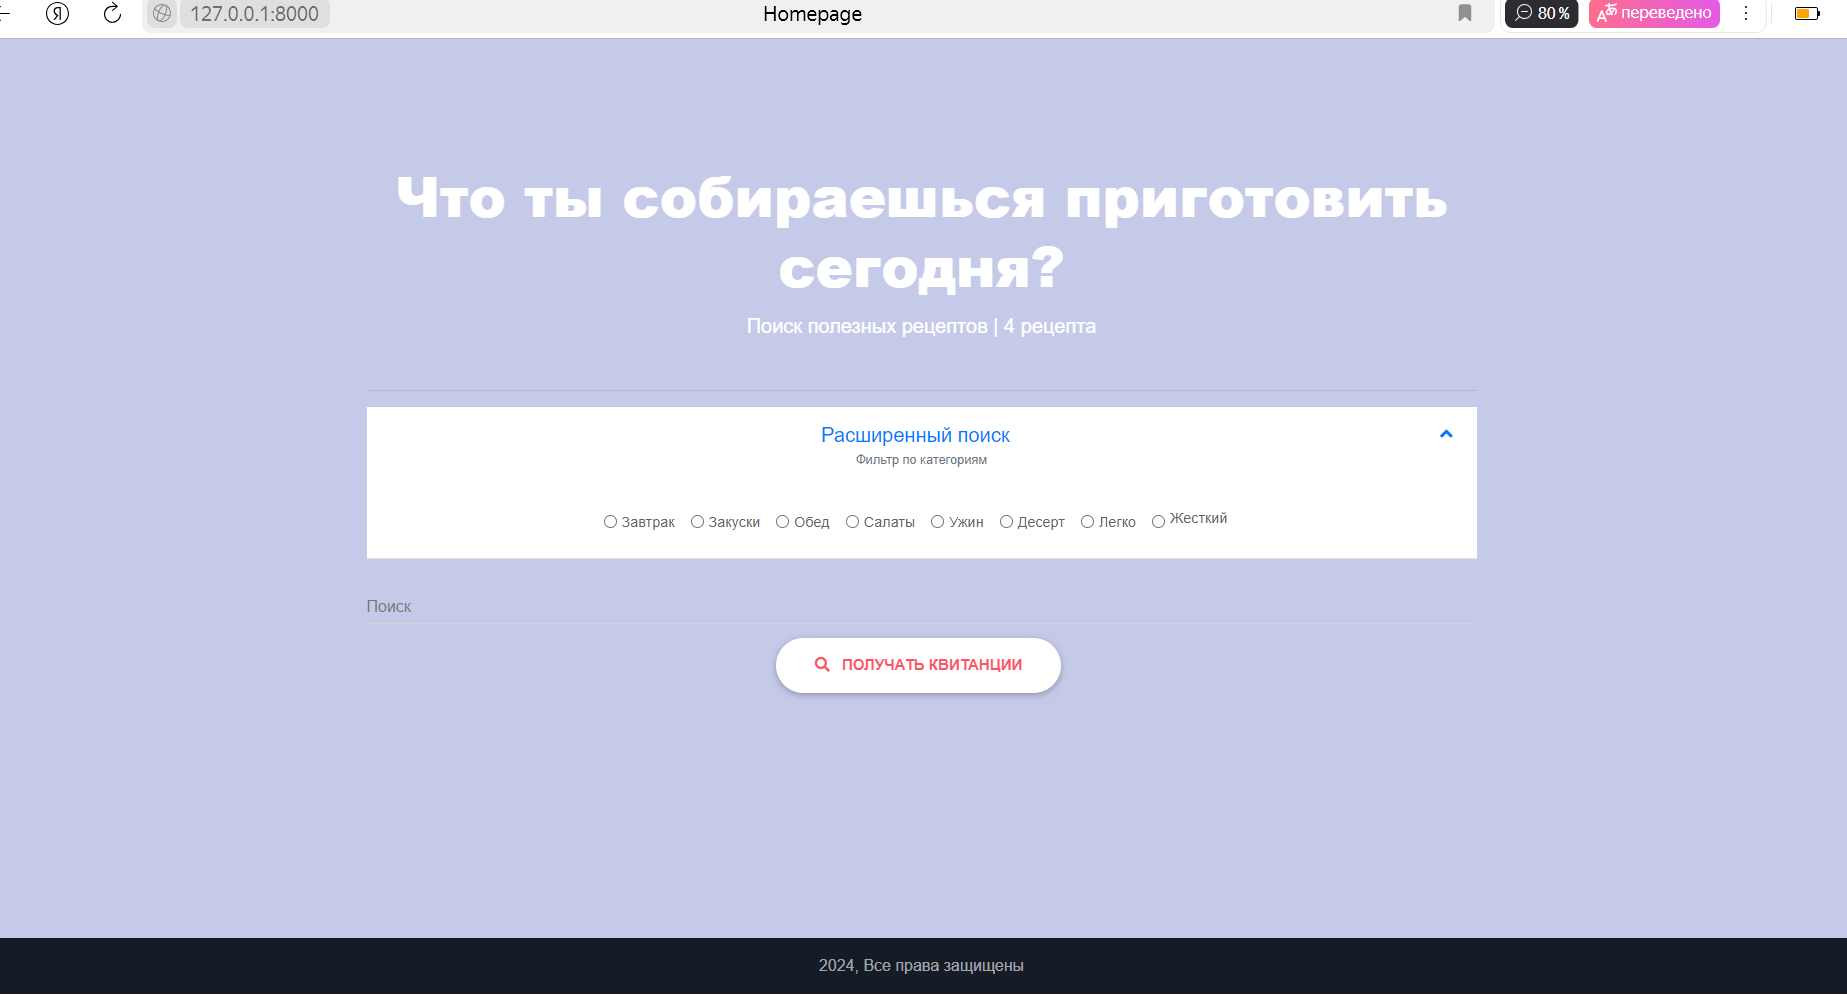 Я
127.0.0.1:8000
Homepage
80 %
Aあ переведено
Что ты собираешься приготовить
сегодня?
Поиск полезных рецептов | 4 рецепта
Расширенный поиск
Фильтр по категориям
Завтрак Закуски Обед Салаты Ужин Десерт Легко Жесткий
Поиск
ПОЛУЧАТЬ КВИТАНЦИИ
2024, Все права защищены